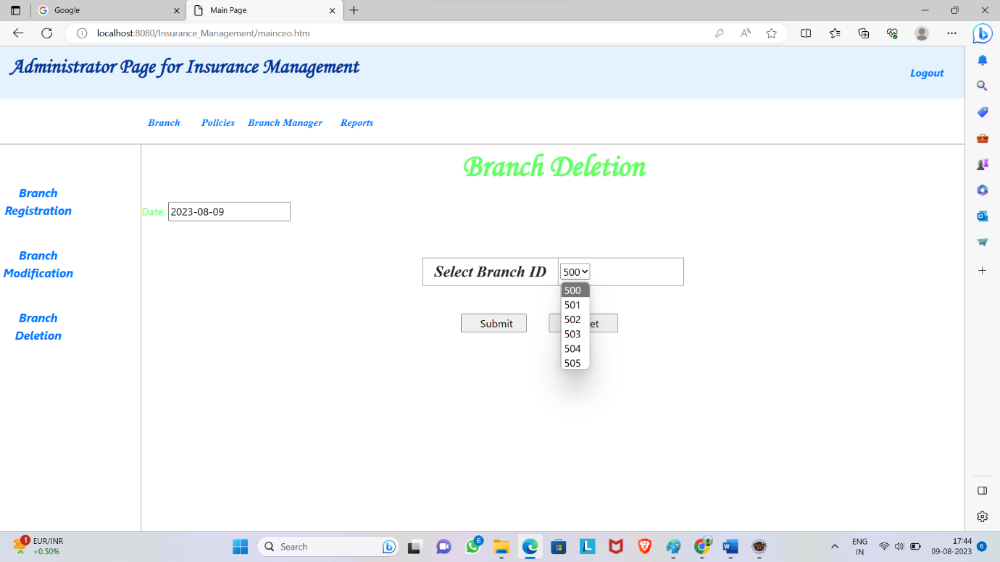 Google
Main Page
localhost:8080/Insurance_Management/mainceo.htm
Administrator Page for Insurance Management
Logout
Branch Policies Branch Manager Reports
Branch Deletion
Branch
Registration
Date: 2023-08-09
Branch
Modification
Select Branch ID 500
500
501
502
503
504
505
Submit
et
Branch
Deletion
1
EUR/INR
+0.50%
Search
6
ENG
IN
17:44
09-08-2023
6